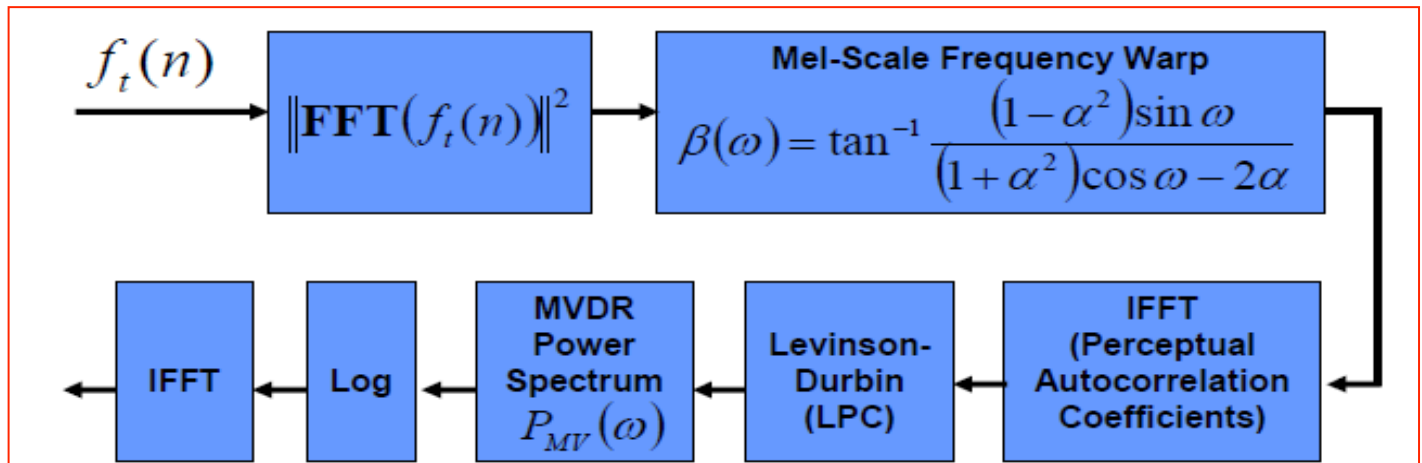 f_t(n)
‖FFT(f_t(n))‖²
Mel-Scale Frequency Warp
β(ω) = tan⁻¹ (1−α²)sin ω / (1+α²)cos ω − 2α
IFFT
Log
MVDR
Power
Spectrum
P_MV(ω)
Levinson-
Durbin
(LPC)
IFFT
(Perceptual
Autocorrelation
Coefficients)